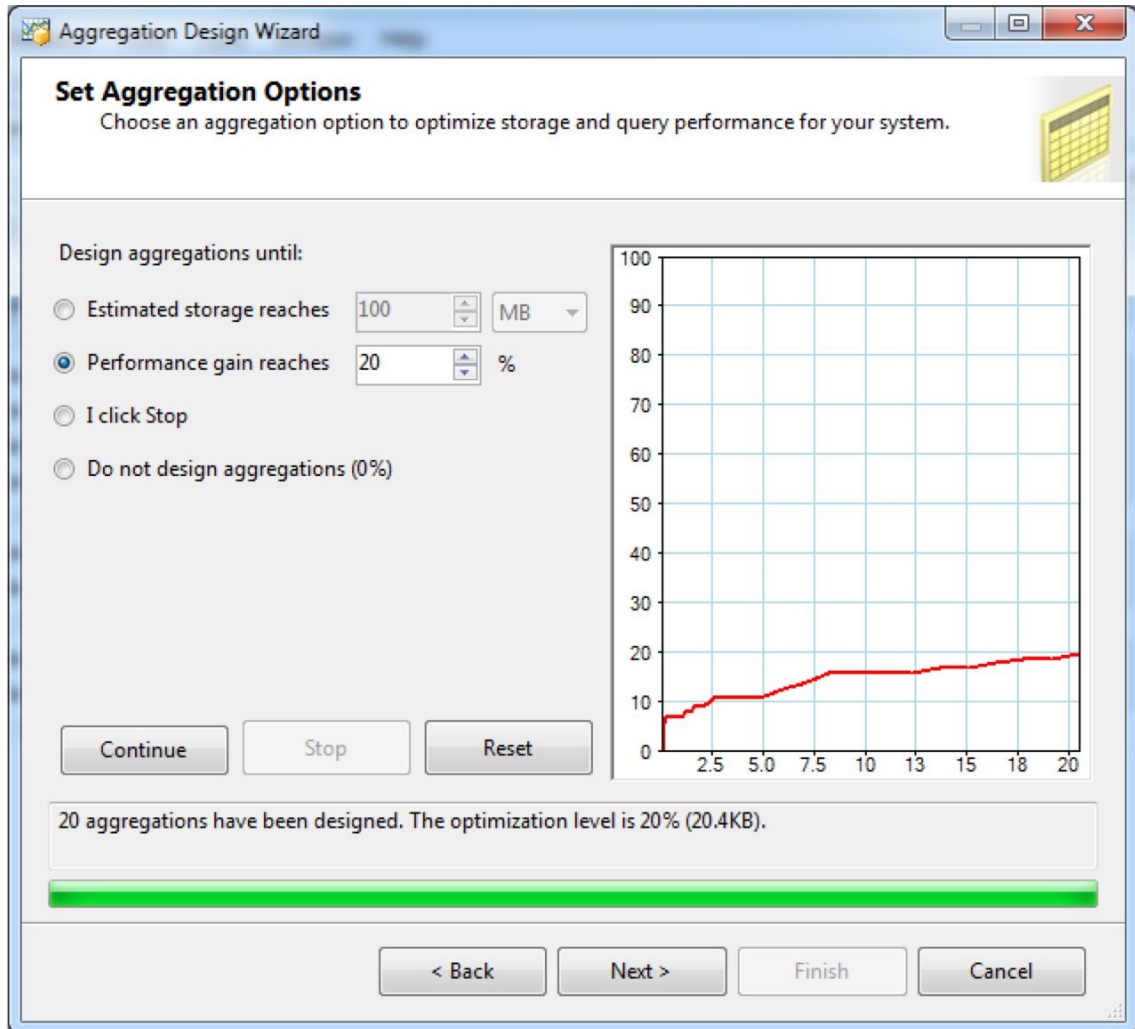 Aggregation Design Wizard
Help
Set Aggregation Options
Choose an aggregation option to optimize storage and query performance for your system.
Design aggregations until:
Estimated storage reaches 100 MB
Performance gain reaches 20 %
I click Stop
Do not design aggregations (0%)
Continue Stop Reset
100
90
80
70
60
50
40
30
20
10
0
2.5 5.0 7.5 10 13 15 18 20
20 aggregations have been designed. The optimization level is 20% (20.4KB).
< Back Next > Finish Cancel